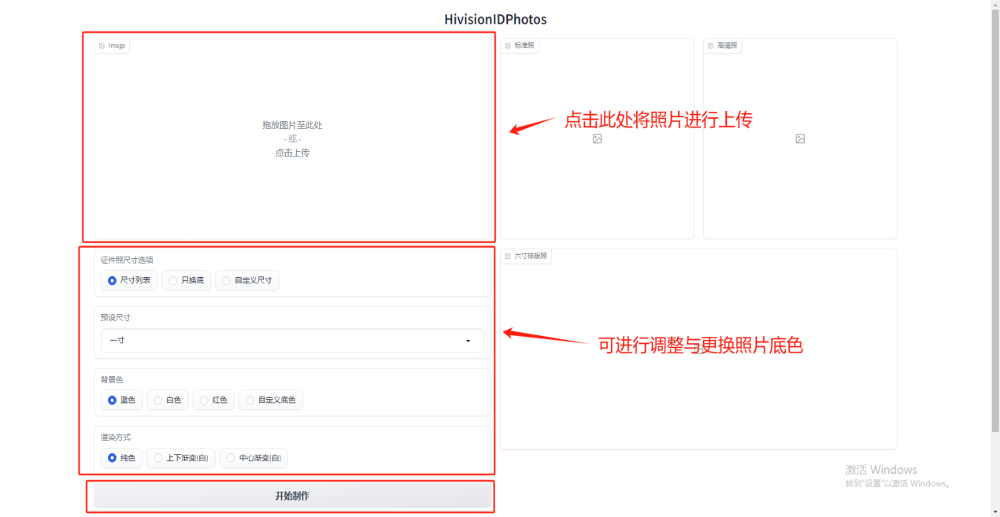 HivisionIDPhotos
Image
拖放图片至此处
- 或 -
点击上传
标准照
高清照
点击此处将照片进行上传
证件照尺寸选项
尺寸列表 只换底 自定义尺寸
预设尺寸
一寸
背景色
蓝色 白色 红色 自定义底色
渲染方式
纯色 上下渐变(白) 中心渐变(白)
开始制作
六寸排版照
可进行调整与更换照片底色
激活 Windows
转到“设置”以激活 Windows。